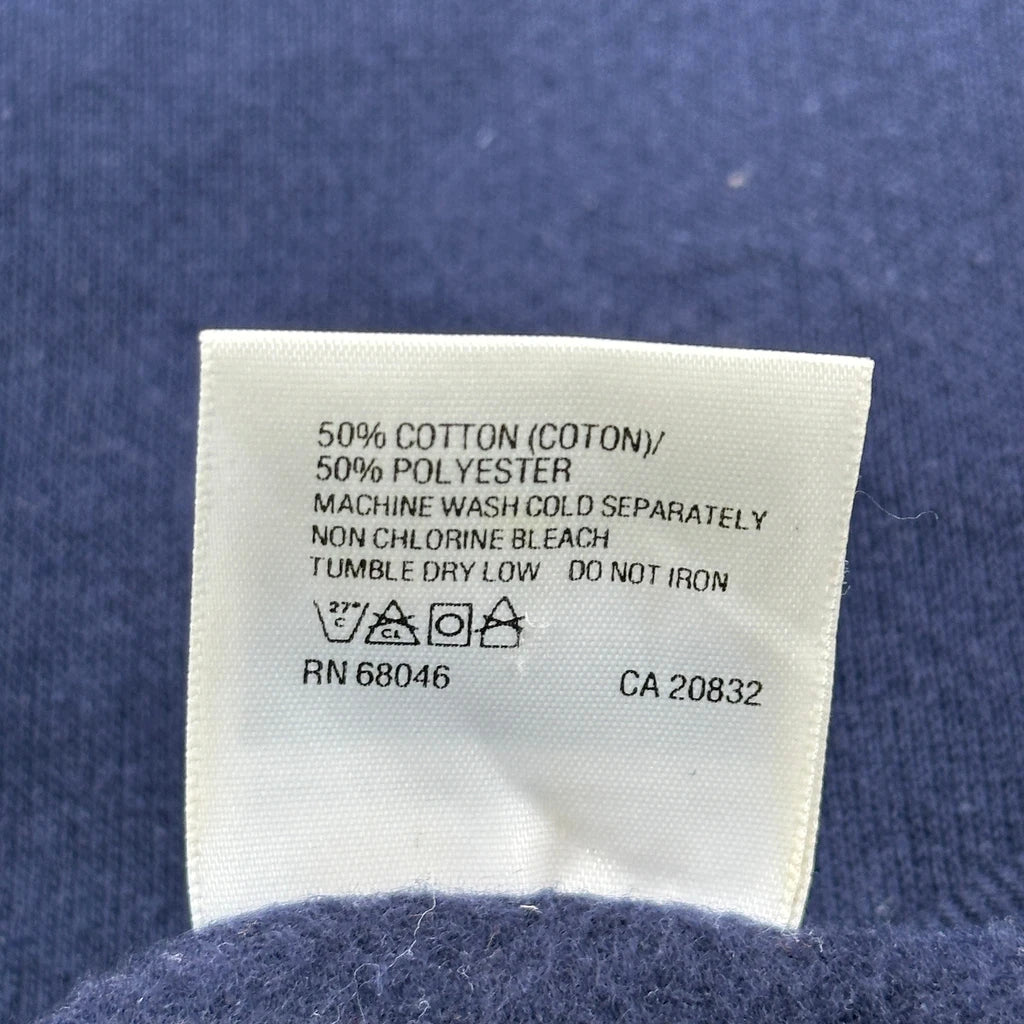 50% COTTON (COTON)/
50% POLYESTER
MACHINE WASH COLD SEPARATELY
NON CHLORINE BLEACH
TUMBLE DRY LOW DO NOT IRON
27° C CL
RN 68046 CA 20832